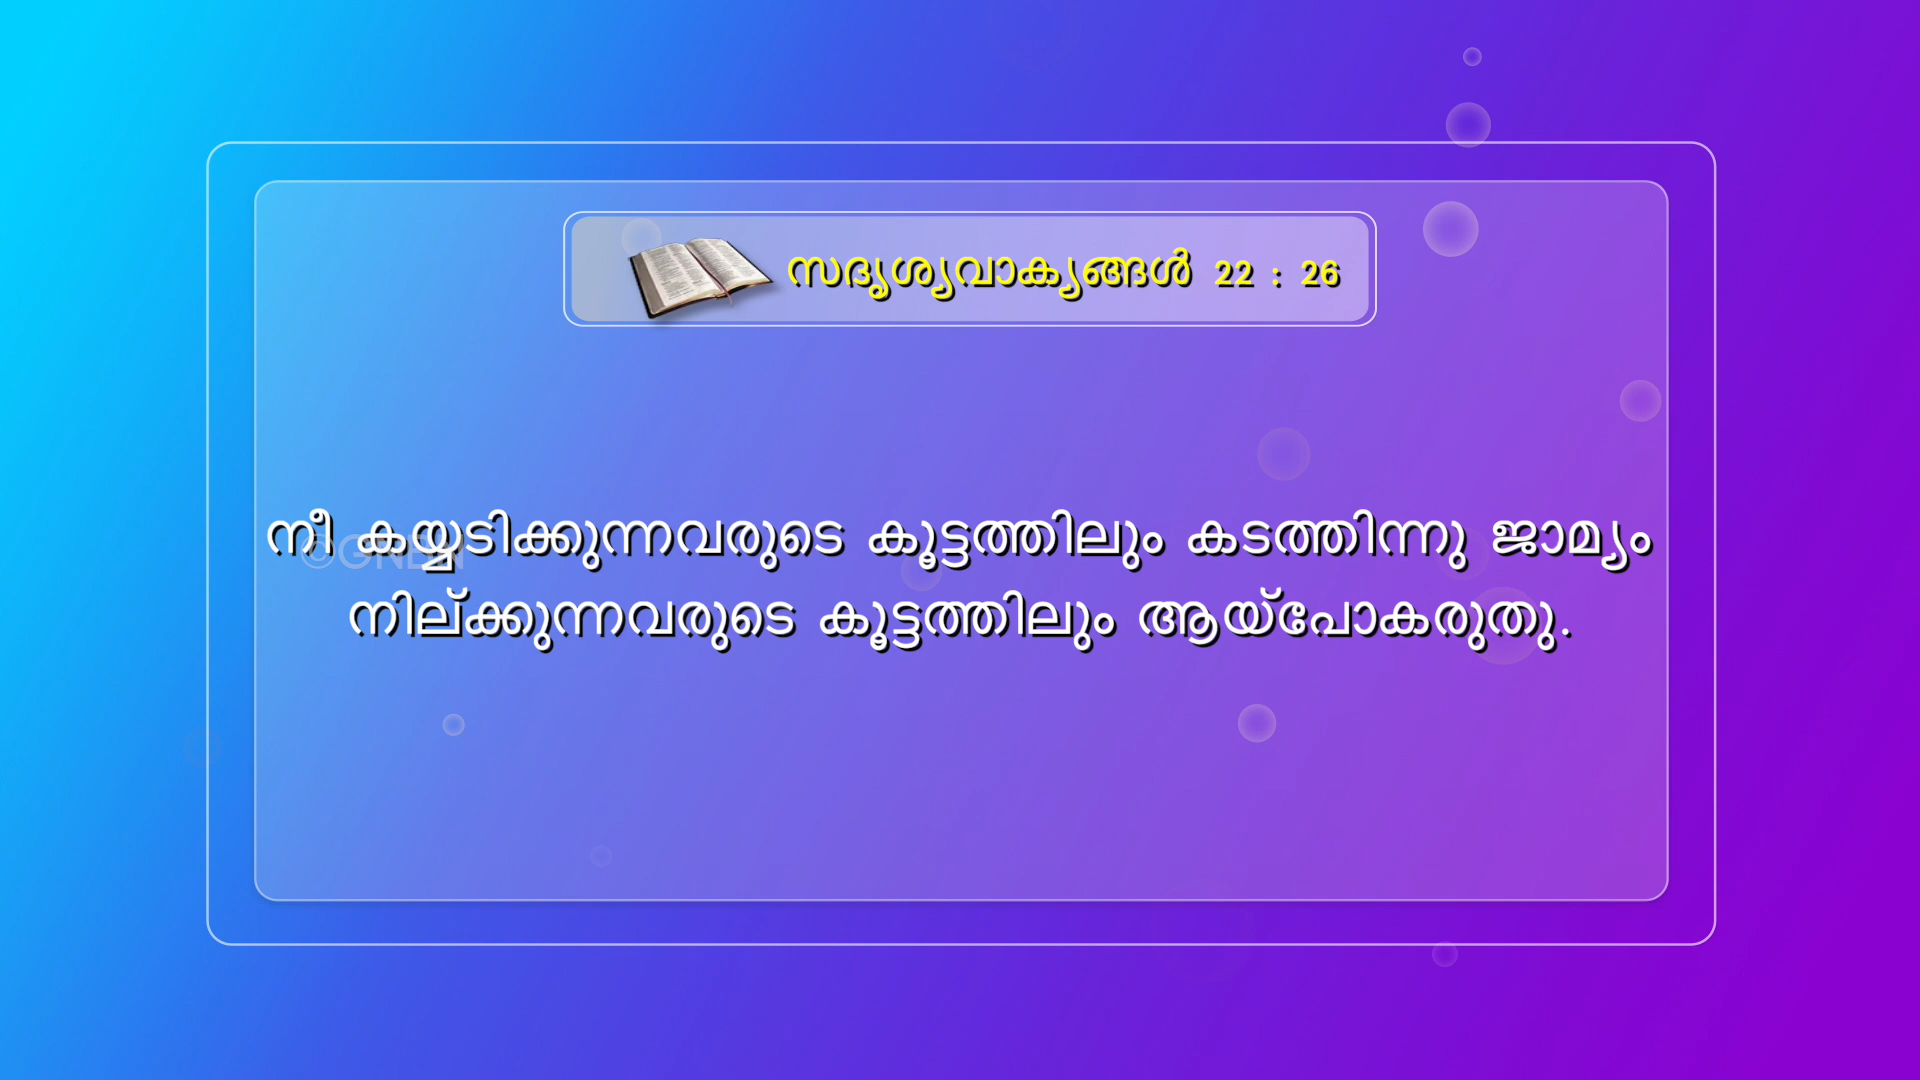 സദൃശ്യവാക്യങ്ങൾ 22 : 26
നീ കയ്യടിക്കുന്നവരുടെ കൂട്ടത്തിലും കടത്തിന്നു ജാമ്യം
നില്ക്കുന്നവരുടെ കൂട്ടത്തിലും ആയ്പോകരുതു.